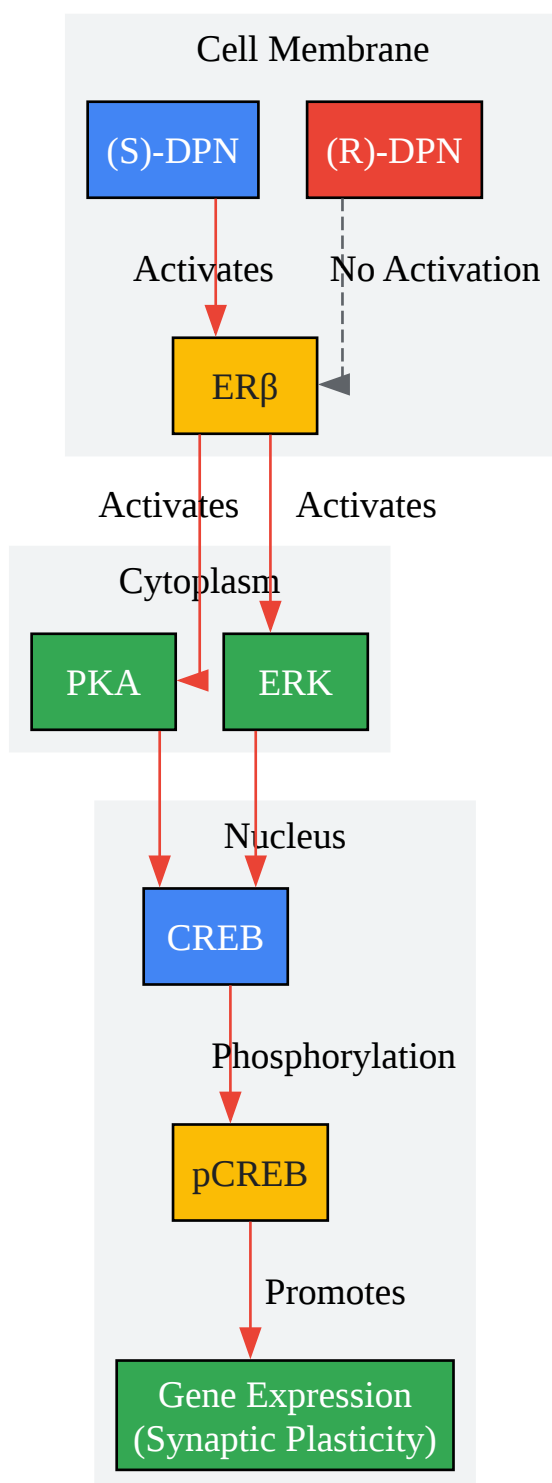 Cell Membrane
(S)-DPN
(R)-DPN
Activates
No Activation
ERβ
Activates
Activates
Cytoplasm
PKA
ERK
Nucleus
CREB
Phosphorylation
pCREB
Promotes
Gene Expression
(Synaptic Plasticity)